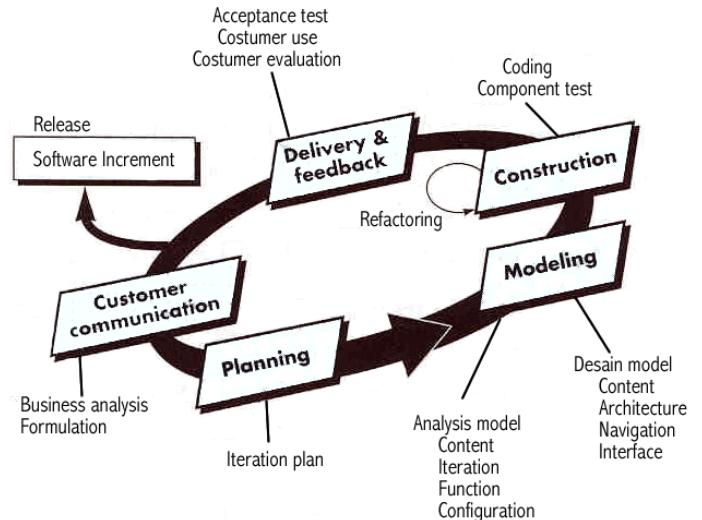 Acceptance test
Costumer use
Costumer evaluation
Coding
Component test
Release
Software Increment
Delivery &
feedback
Construction
Refactoring
Modeling
Customer
communication
Planning
Business analysis
Formulation
Iteration plan
Analysis model
Content
Iteration
Function
Configuration
Desain model
Content
Architecture
Navigation
Interface